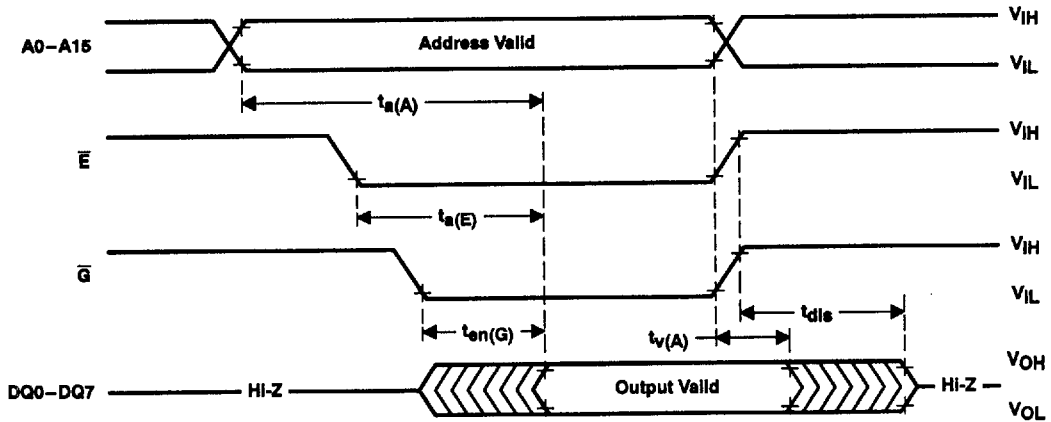 A0–A15 Address Valid VIH
VIL
ta(A)
E VIH
VIL
ta(E)
G VIH
VIL
ten(G) tv(A) tdis
DQ0–DQ7 Hi-Z Output Valid Hi-Z VOH
VOL